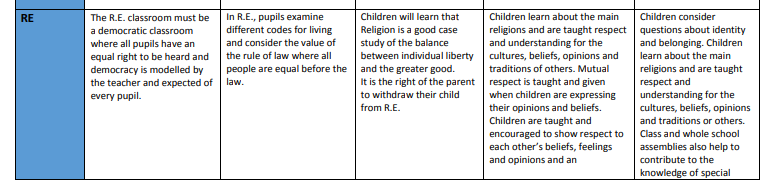 RE
The R.E. classroom must be
a democratic classroom
where all pupils have an
equal right to be heard and
democracy is modelled by
the teacher and expected of
every pupil.
In R.E., pupils examine
different codes for living
and consider the value of
the rule of law where all
people are equal before the
law.
Children will learn that
Religion is a good case
study of the balance
between individual liberty
and the greater good.
It is the right of the parent
to withdraw their child
from R.E.
Children learn about the main
religions and are taught respect
and understanding for the
cultures, beliefs, opinions and
traditions of others. Mutual
respect is taught and given
when children are expressing
their opinions and beliefs.
Children are taught and
encouraged to show respect to
each other’s beliefs, feelings
and opinions and an
Children consider
questions about identity
and belonging. Children
learn about the main
religions and are taught
respect and
understanding for the
cultures, beliefs, opinions
and traditions or others.
Class and whole school
assemblies also help to
contribute to the
knowledge of special